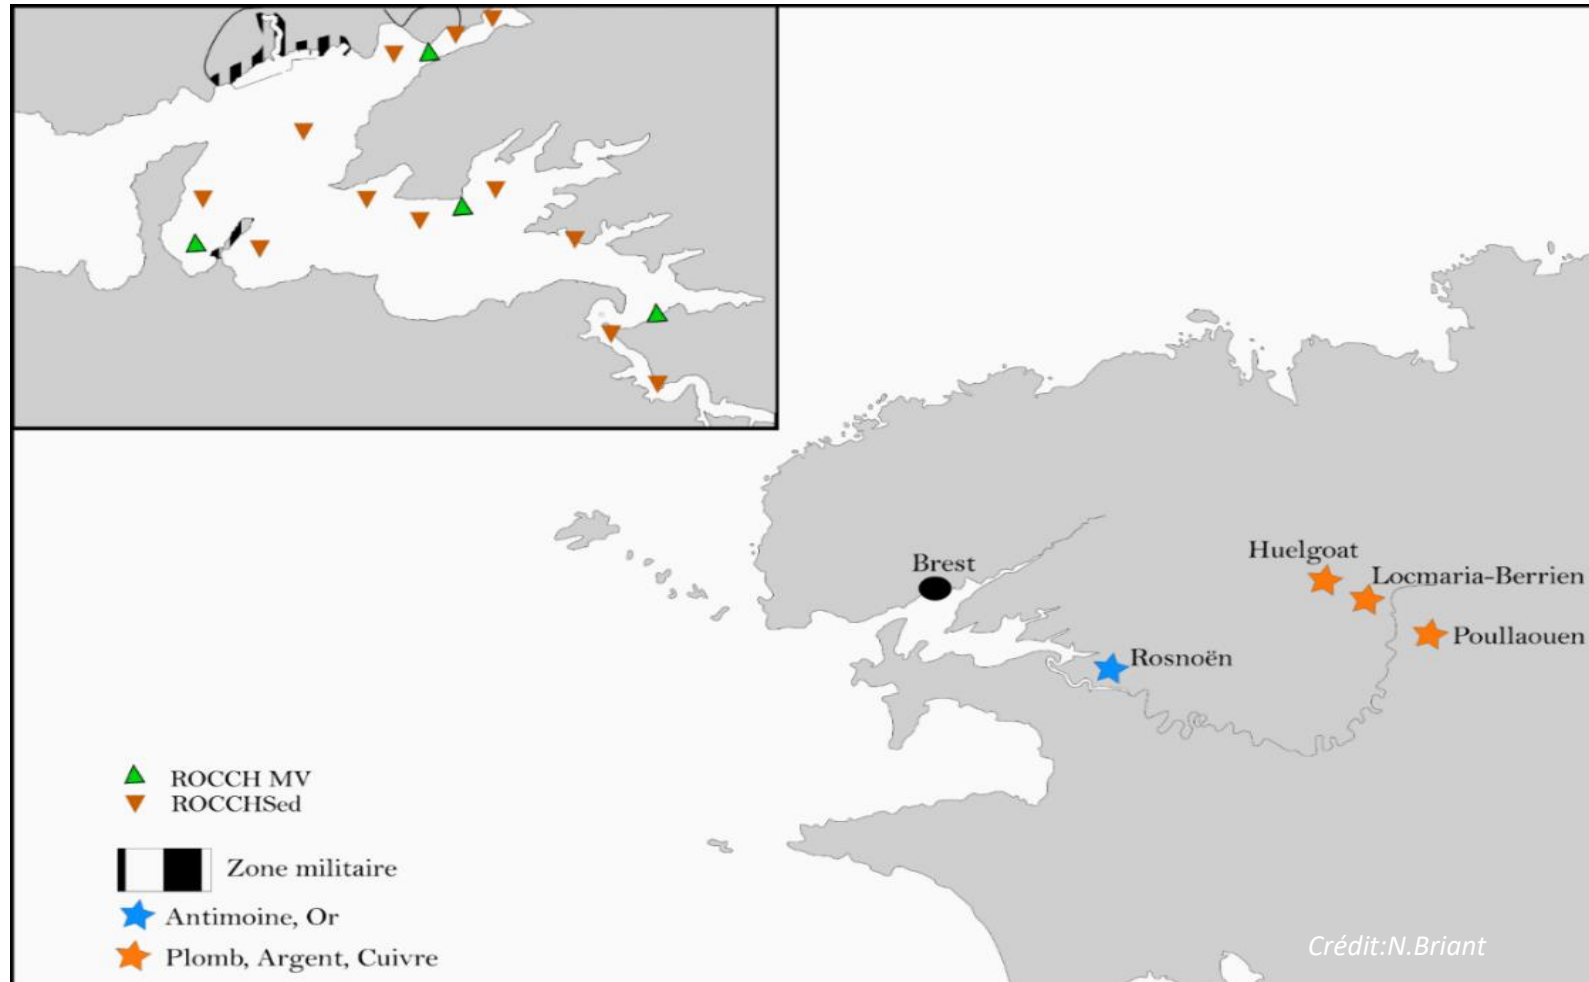 Brest
Huelgoat
Locmaria-Berrien
Poullaouen
Rosnoën
ROCCH MV
ROCCHSed
Zone militaire
Antimoine, Or
Plomb, Argent, Cuivre
Crédit:N.Briant